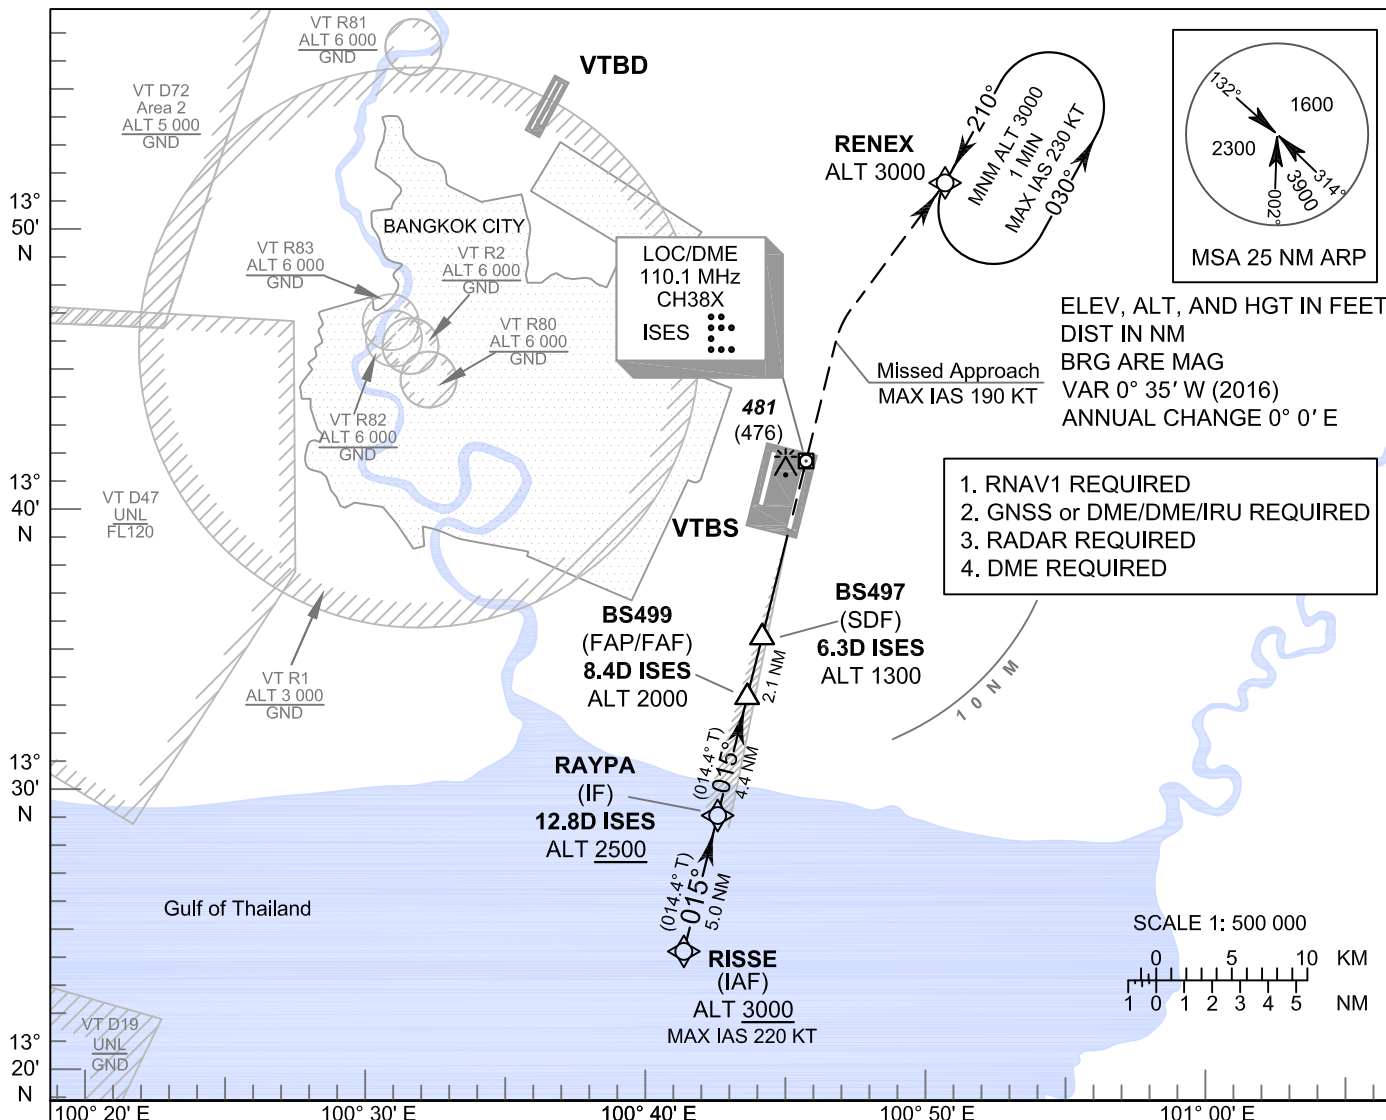 VT R81
ALT 6 000
GND
VTBD
VT D72
Area 2
ALT 5 000
GND
RENEX
ALT 3000
210°
MNM ALT 3000
1 MIN
MAX IAS 230 KT
030°
132°
1600
2300
314°
3900
002°
MSA 25 NM ARP
13°
50'
N
BANGKOK CITY
VT R83
ALT 6 000
GND
VT R2
ALT 6 000
GND
LOC/DME
110.1 MHz
CH38X
ISES
VT R80
ALT 6 000
GND
ELEV, ALT, AND HGT IN FEET
DIST IN NM
BRG ARE MAG
VAR 0° 35' W (2016)
ANNUAL CHANGE 0° 0' E
Missed Approach
MAX IAS 190 KT
VT R82
ALT 6 000
GND
481
(476)
13°
40'
N
VT D47
UNL
FL120
VTBS
1. RNAV1 REQUIRED
2. GNSS or DME/DME/IRU REQUIRED
3. RADAR REQUIRED
4. DME REQUIRED
BS499
(FAP/FAF)
8.4D ISES
ALT 2000
BS497
(SDF)
6.3D ISES
ALT 1300
2.1 NM
VT R1
ALT 3 000
GND
10NM
13°
30'
N
RAYPA
(IF)
12.8D ISES
ALT 2500
(014.4° T)
015°
4.4 NM
Gulf of Thailand
(014.4° T)
015°
5.0 NM
RISSE
(IAF)
ALT 3000
MAX IAS 220 KT
SCALE 1: 500 000
0 5 10 KM
1 0 1 2 3 4 5 NM
VT D19
UNL
GND
13°
20'
N
100° 20' E
100° 30' E
100° 40' E
100° 50' E
101° 00' E